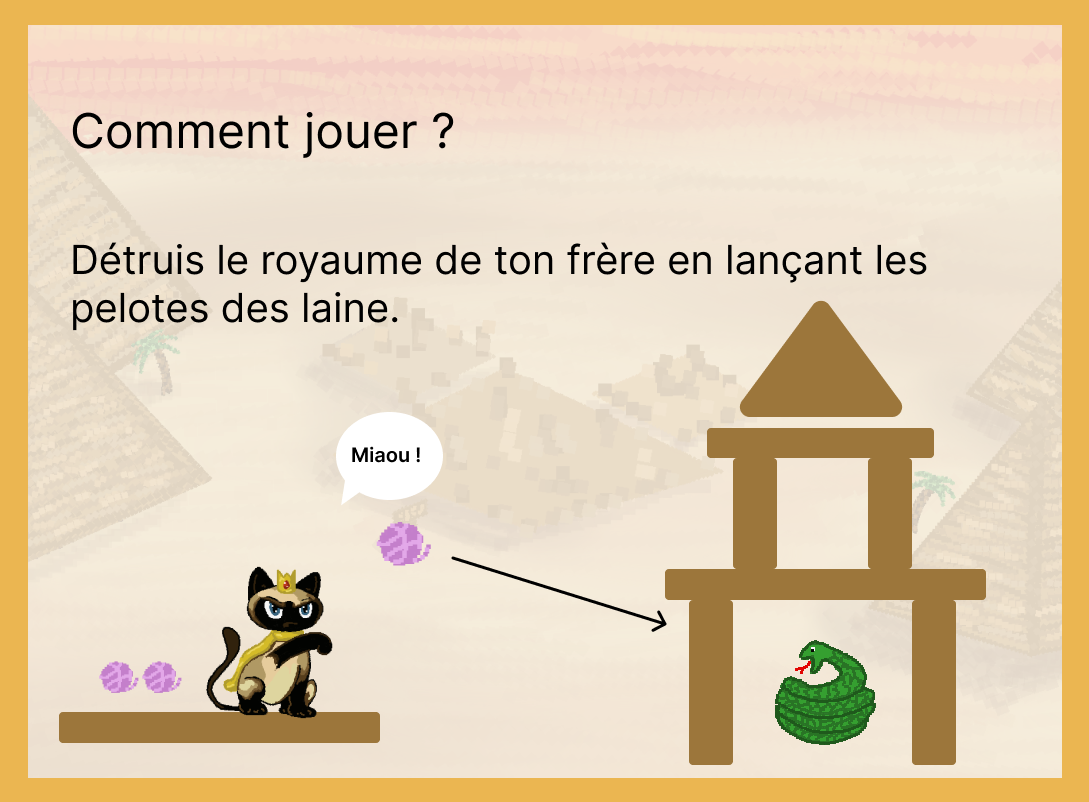 Comment jouer ?
Détruis le royaume de ton frère en lançant les
pelotes des laine.
Miaou !